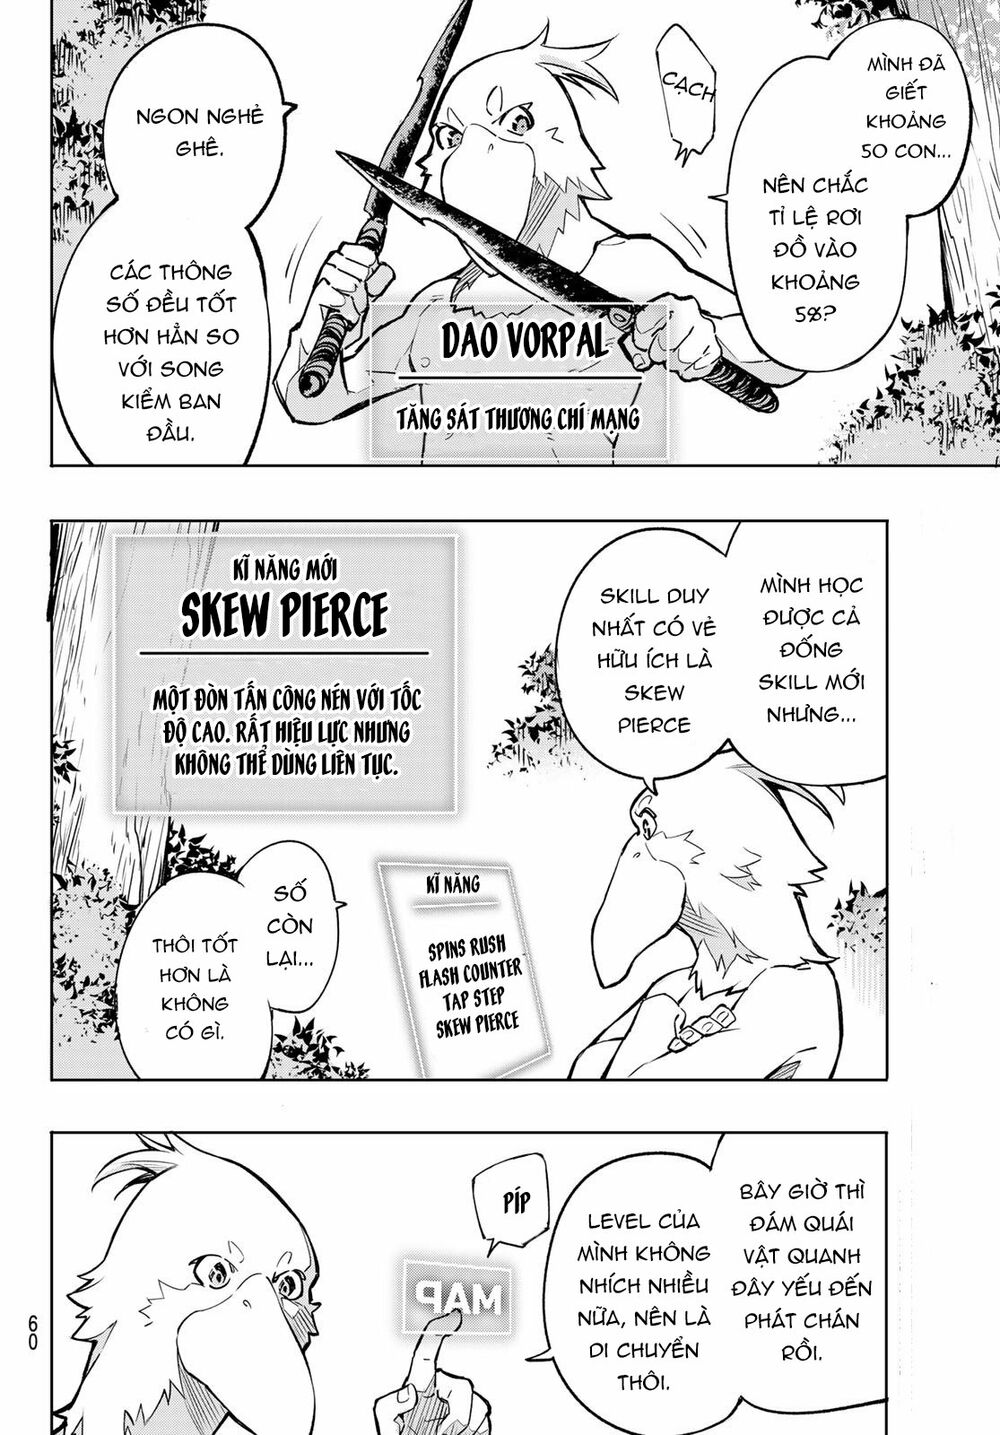 MÌNH ĐÃ
GIẾT
KHOẢNG
50 CON...
NÊN CHẮC
TỈ LỆ RƠI
ĐỒ VÀO
KHOẢNG
5%?
CẠCH
NGON NGHẺ
GHÊ.
CÁC THÔNG
SỐ ĐỀU TỐT
HƠN HẲN SO
VỚI SONG
KIẾM BAN
ĐẦU.
DAO VORPAL
TĂNG SÁT THƯƠNG CHÍ MẠNG
MÌNH HỌC
ĐƯỢC CẢ
ĐỐNG
SKILL MỚI
NHƯNG...
SKILL DUY
NHẤT CÓ VẺ
HỮU ÍCH LÀ
SKEW
PIERCE
KĨ NĂNG MỚI
SKEW PIERCE
MỘT ĐÒN TẤN CÔNG NÉN VỚI TỐC
ĐỘ CAO. RẤT HIỆU LỰC NHƯNG
KHÔNG THỂ DÙNG LIÊN TỤC.
KĨ NĂNG
SPINS RUSH
FLASH COUNTER
TAP STEP
SKEW PIERCE
SỐ
CÒN
LẠI...
THÔI TỐT
HƠN LÀ
KHÔNG
CÓ GÌ.
BÂY GIỜ THÌ
ĐÁM QUÁI
VẬT QUANH
ĐÂY YẾU ĐẾN
PHÁT CHÁN
RỒI.
LEVEL CỦA
MÌNH KHÔNG
NHÍCH NHIỀU
NỮA, NÊN LÀ
DI CHUYỂN
THÔI.
PÍP
MAP
60